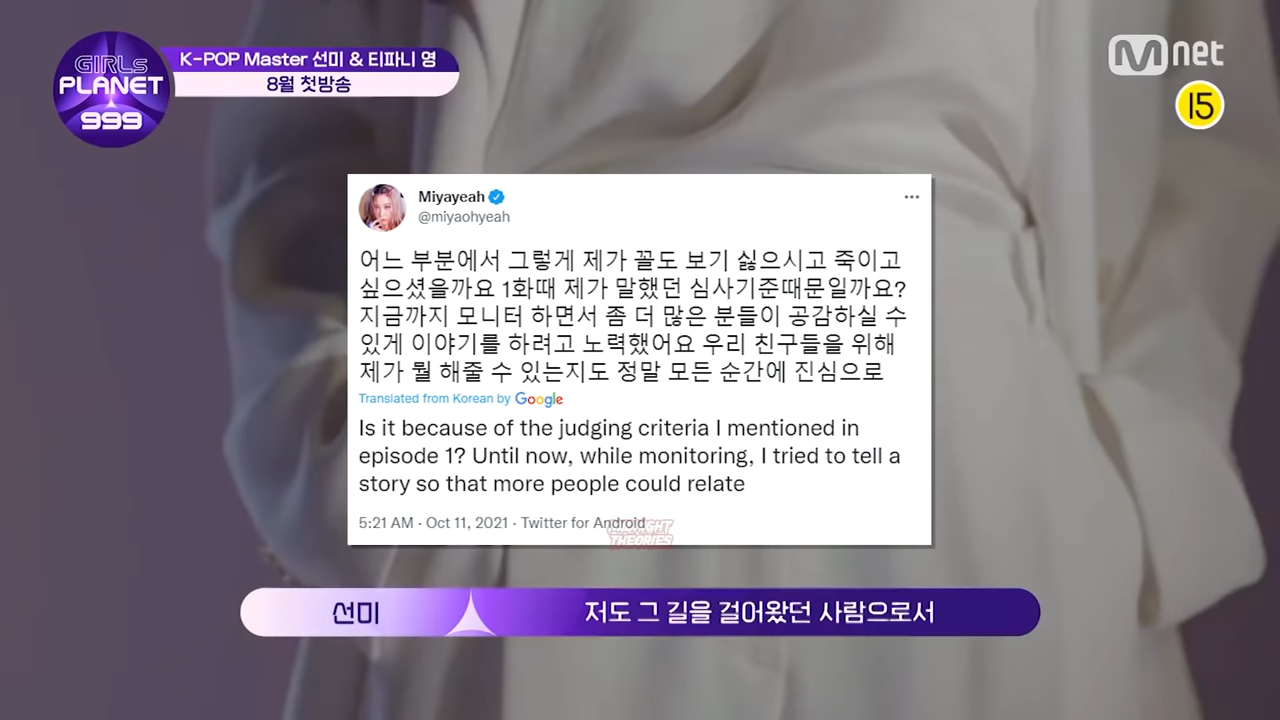 GIRLS
PLANET
999
K-POP Master 선미 & 티파니 영
8월 첫방송
Mnet
15
Miyayeah
@miyaohyeah
어느 부분에서 그렇게 제가 꼴도 보기 싫으시고 죽이고
싶으셨을까요 1화때 제가 말했던 심사기준때문일까요?
지금까지 모니터 하면서 좀 더 많은 분들이 공감하실 수
있게 이야기를 하려고 노력했어요 우리 친구들을 위해
제가 뭘 해줄 수 있는지도 정말 모든 순간에 진심으로
Translated from Korean by Google
Is it because of the judging criteria I mentioned in
episode 1? Until now, while monitoring, I tried to tell a
story so that more people could relate
5:21 AM · Oct 11, 2021 · Twitter for Android
THEORIES
선미 저도 그 길을 걸어왔던 사람으로서